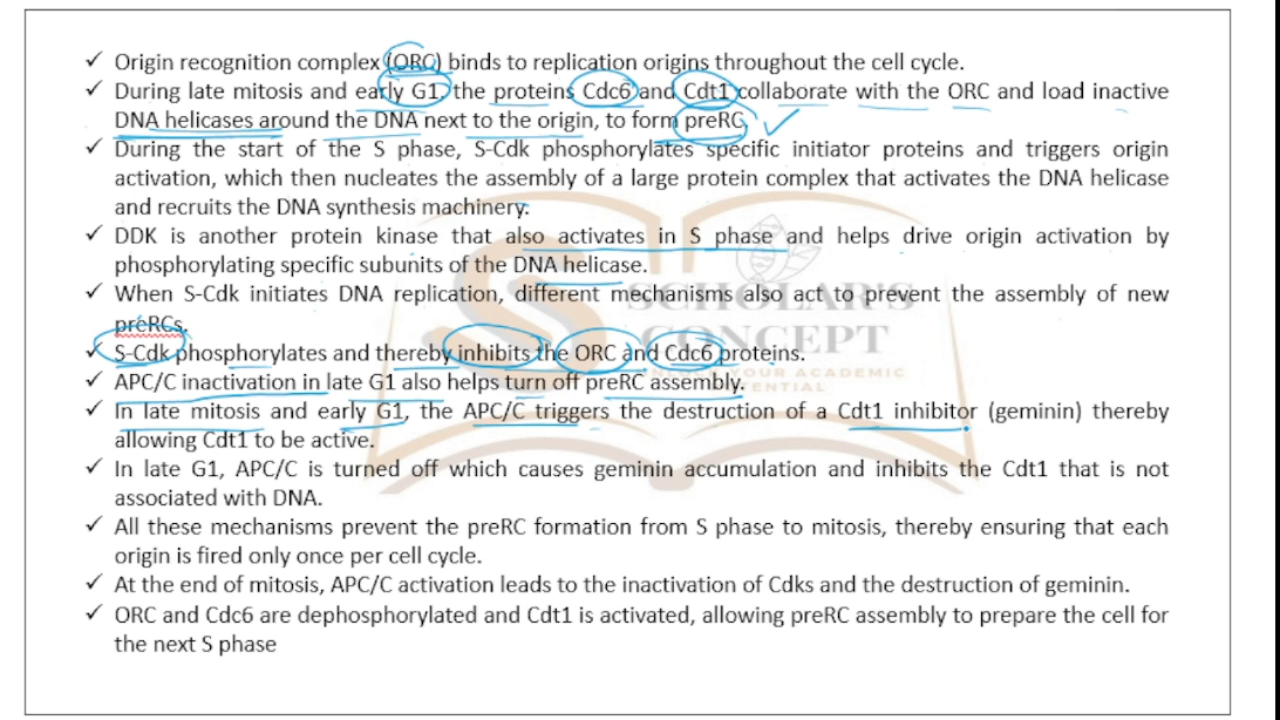 ✓ Origin recognition complex (ORC) binds to replication origins throughout the cell cycle.
✓ During late mitosis and early G1, the proteins Cdc6 and Cdt1 collaborate with the ORC and load inactive
DNA helicases around the DNA next to the origin, to form preRC
✓ During the start of the S phase, S-Cdk phosphorylates specific initiator proteins and triggers origin
activation, which then nucleates the assembly of a large protein complex that activates the DNA helicase
and recruits the DNA synthesis machinery.
✓ DDK is another protein kinase that also activates in S phase and helps drive origin activation by
phosphorylating specific subunits of the DNA helicase.
✓ When S-Cdk initiates DNA replication, different mechanisms also act to prevent the assembly of new
preRCs.
✓ S-Cdk phosphorylates and thereby inhibits the ORC and Cdc6 proteins.
✓ APC/C inactivation in late G1 also helps turn off preRC assembly.
✓ In late mitosis and early G1, the APC/C triggers the destruction of a Cdt1 inhibitor (geminin) thereby
allowing Cdt1 to be active.
✓ In late G1, APC/C is turned off which causes geminin accumulation and inhibits the Cdt1 that is not
associated with DNA.
✓ All these mechanisms prevent the preRC formation from S phase to mitosis, thereby ensuring that each
origin is fired only once per cell cycle.
✓ At the end of mitosis, APC/C activation leads to the inactivation of Cdks and the destruction of geminin.
✓ ORC and Cdc6 are dephosphorylated and Cdt1 is activated, allowing preRC assembly to prepare the cell for
the next S phase
SCHOLAR'S
CONCEPT
YOUR ACADEMIC